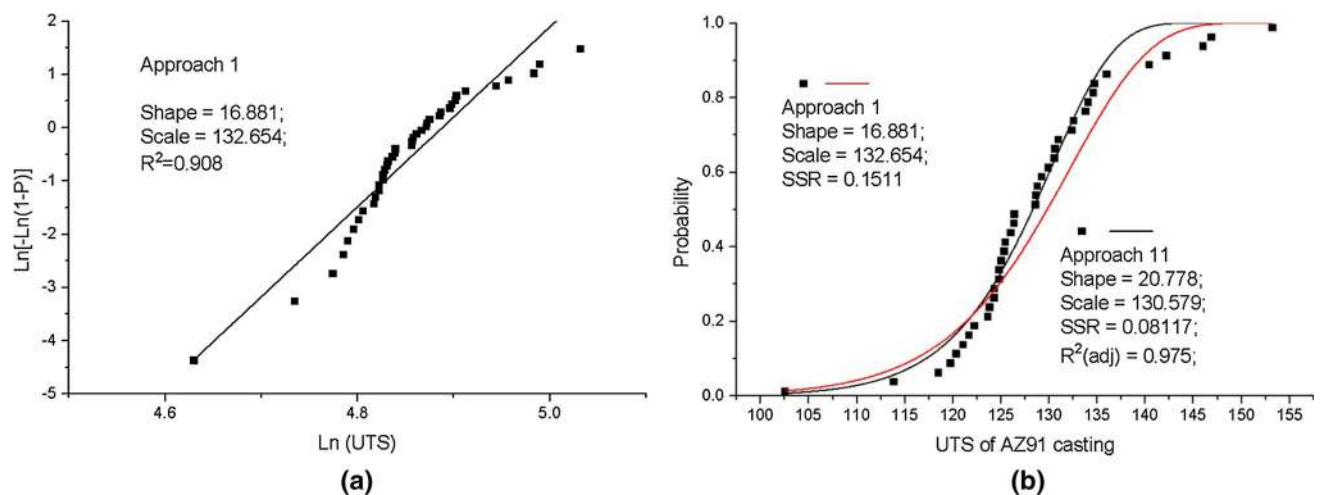 2
1
0
-1
-2
-3
-4
-5
Ln[-Ln(1-P)]
Approach 1
Shape = 16.881;
Scale = 132.654;
R²=0.908
4.6 4.8 5.0
Ln (UTS)
(a)
1.0
0.8
0.6
0.4
0.2
0.0
Probability
Approach 1
Shape = 16.881;
Scale = 132.654;
SSR = 0.1511
Approach 11
Shape = 20.778;
Scale = 130.579;
SSR = 0.08117;
R²(adj) = 0.975;
100 105 110 115 120 125 130 135 140 145 150 155
UTS of AZ91 casting
(b)